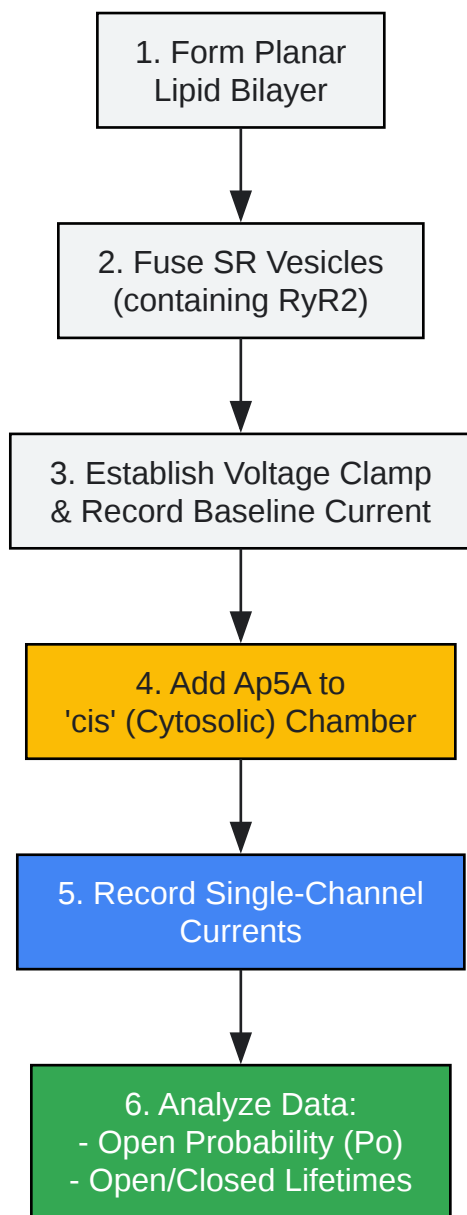 1. Form Planar
Lipid Bilayer
2. Fuse SR Vesicles
(containing RyR2)
3. Establish Voltage Clamp
& Record Baseline Current
4. Add Ap5A to
'cis' (Cytosolic) Chamber
5. Record Single-Channel
Currents
6. Analyze Data:
- Open Probability (Po)
- Open/Closed Lifetimes